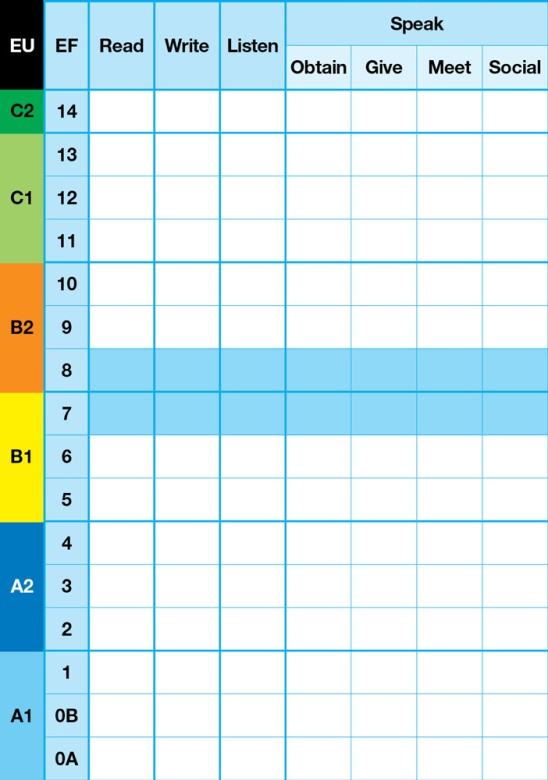 EU EF Read Write Listen Speak
Obtain Give Meet Social
C2 14
13
C1 12
11
10
B2 9
8
7
B1 6
5
4
A2 3
2
1
A1 0B
0A